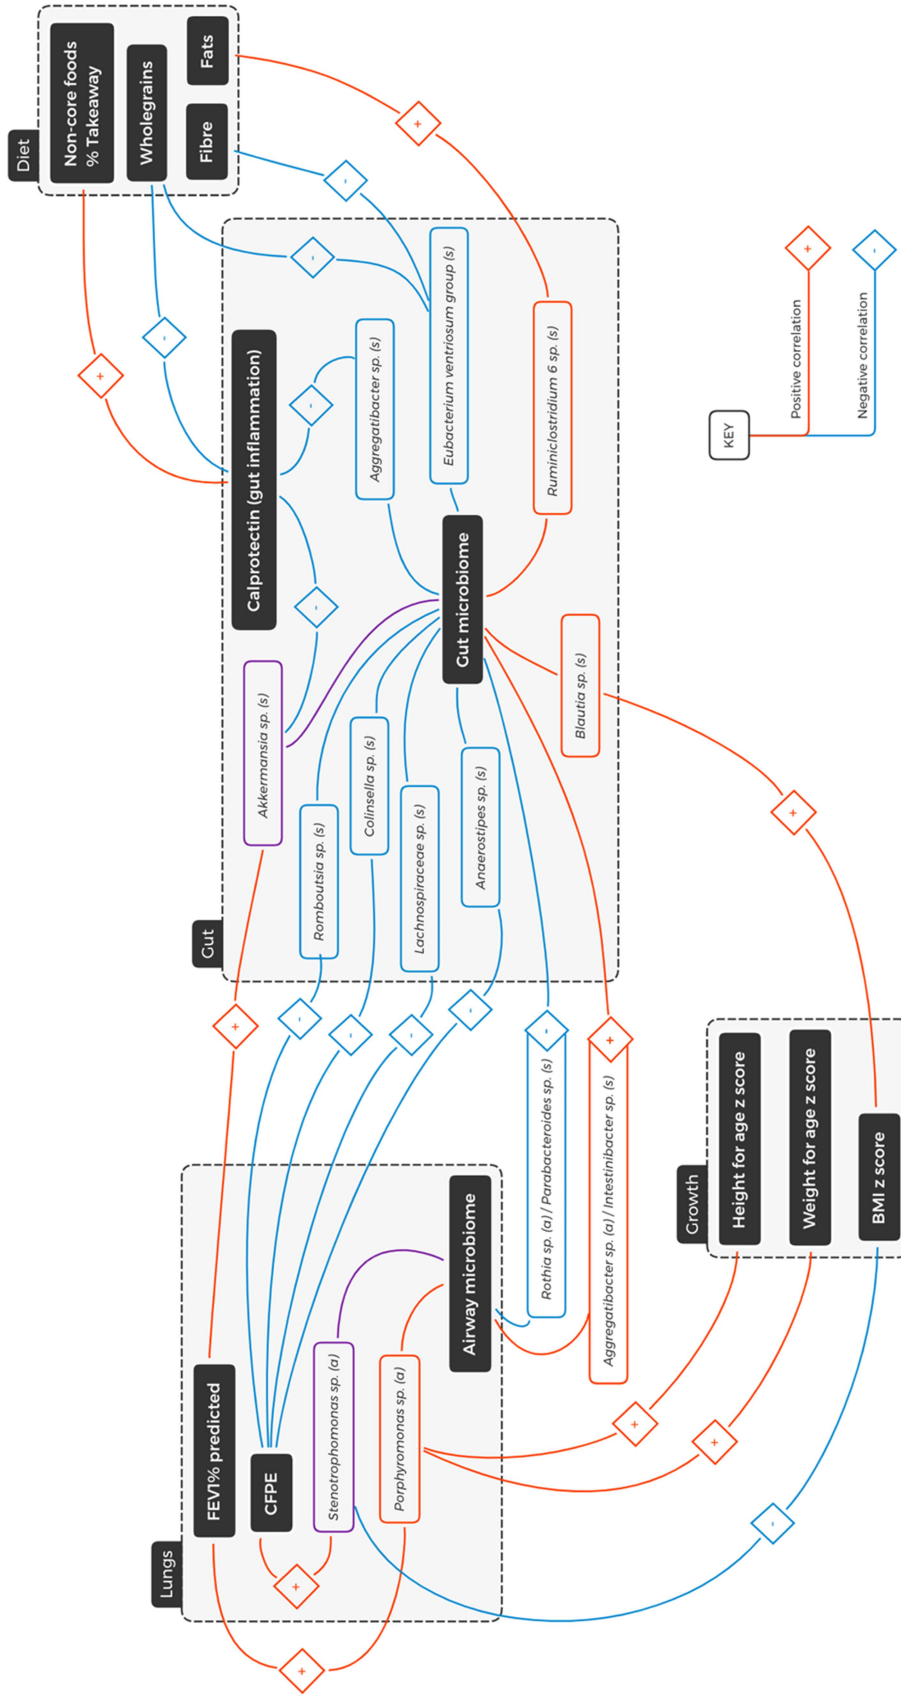 Lungs
FEV1% predicted
CFPE
Stenotrophomonas sp. (a)
Porphyromonas sp. (a)
Airway microbiome
+
+
Gut
Akkermansia sp. (s)
Calprotectin (gut inflammation)
Romboutsia sp. (s)
Colinsella sp. (s)
Aggregatibacter sp. (s)
Lachnospiraceae sp. (s)
Gut microbiome
Eubacterium ventriosum group (s)
Anaerostipes sp. (s)
Ruminiclostridium 6 sp. (s)
Blautia sp. (s)
+
-
-
-
-
-
-
Rothia sp. (a) / Parabacteroides sp. (s)
-
Aggregatibacter sp. (a) / Intestinibacter sp. (s)
+
Diet
Non-core foods
% Takeaway
Wholegrains
Fibre
Fats
+
-
-
-
+
Growth
Height for age z score
Weight for age z score
BMI z score
+
+
-
+
KEY
Positive correlation
+
Negative correlation
-